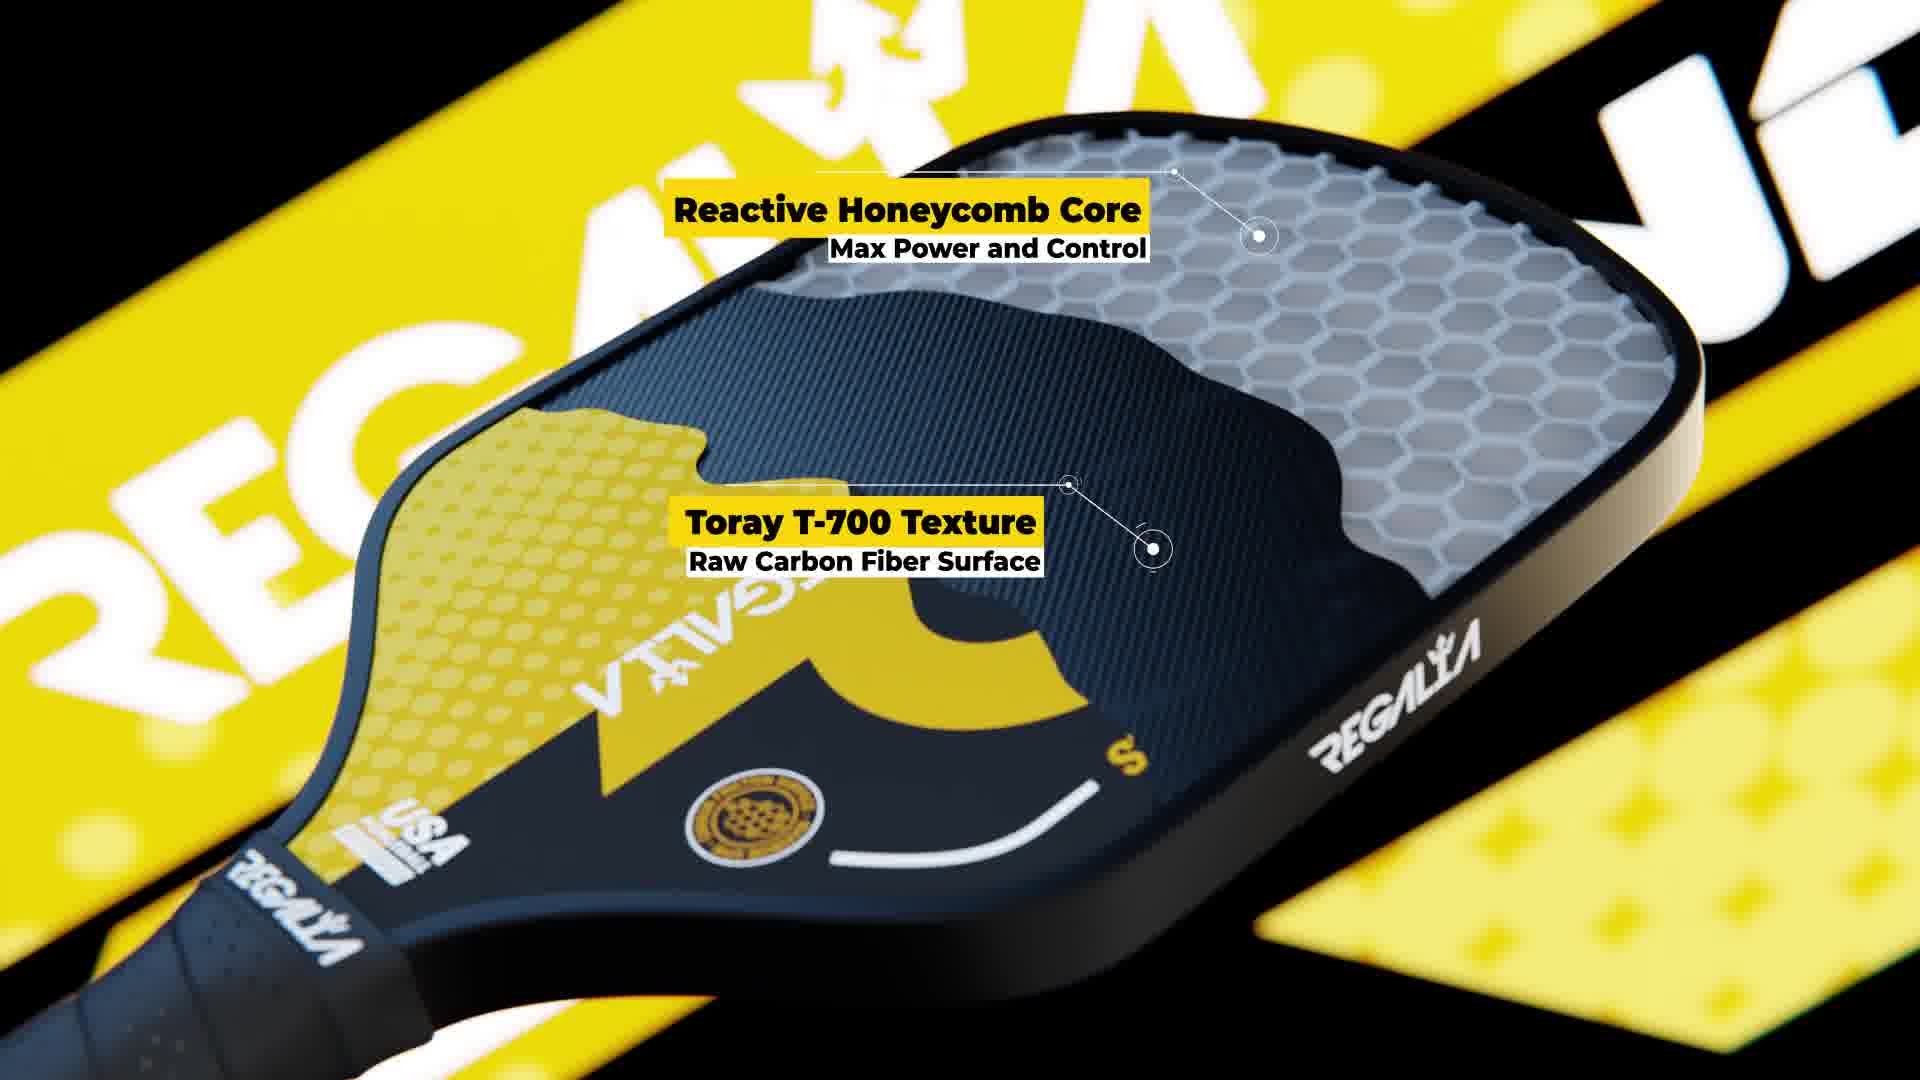 REGALIA
V2
Reactive Honeycomb Core
Max Power and Control
Toray T-700 Texture
Raw Carbon Fiber Surface
REGALIA
S
USA
REGALIA
REGALIA